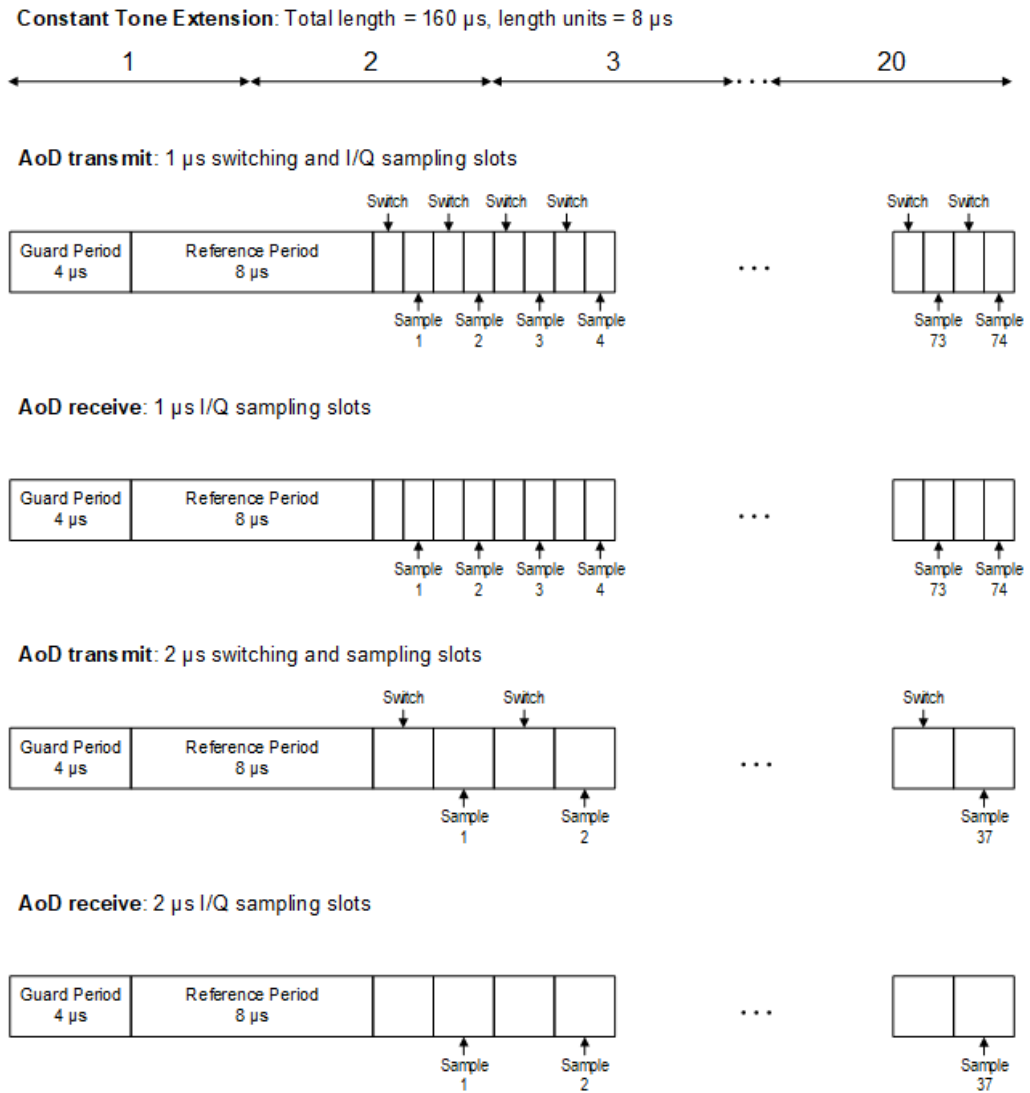 Constant Tone Extension: Total length = 160 µs, length units = 8 µs
1 2 3 ... 20
AoD transmit: 1 µs switching and I/Q sampling slots
Switch Switch Switch Switch Switch Switch
Guard Period Reference Period
4 µs 8 µs
...
Sample Sample Sample Sample Sample Sample
1 2 3 4 73 74
AoD receive: 1 µs I/Q sampling slots
Guard Period Reference Period
4 µs 8 µs
...
Sample Sample Sample Sample Sample Sample
1 2 3 4 73 74
AoD transmit: 2 µs switching and sampling slots
Switch Switch Switch
Guard Period Reference Period
4 µs 8 µs
...
Sample Sample Sample
1 2 37
AoD receive: 2 µs I/Q sampling slots
Guard Period Reference Period
4 µs 8 µs
...
Sample Sample Sample
1 2 37